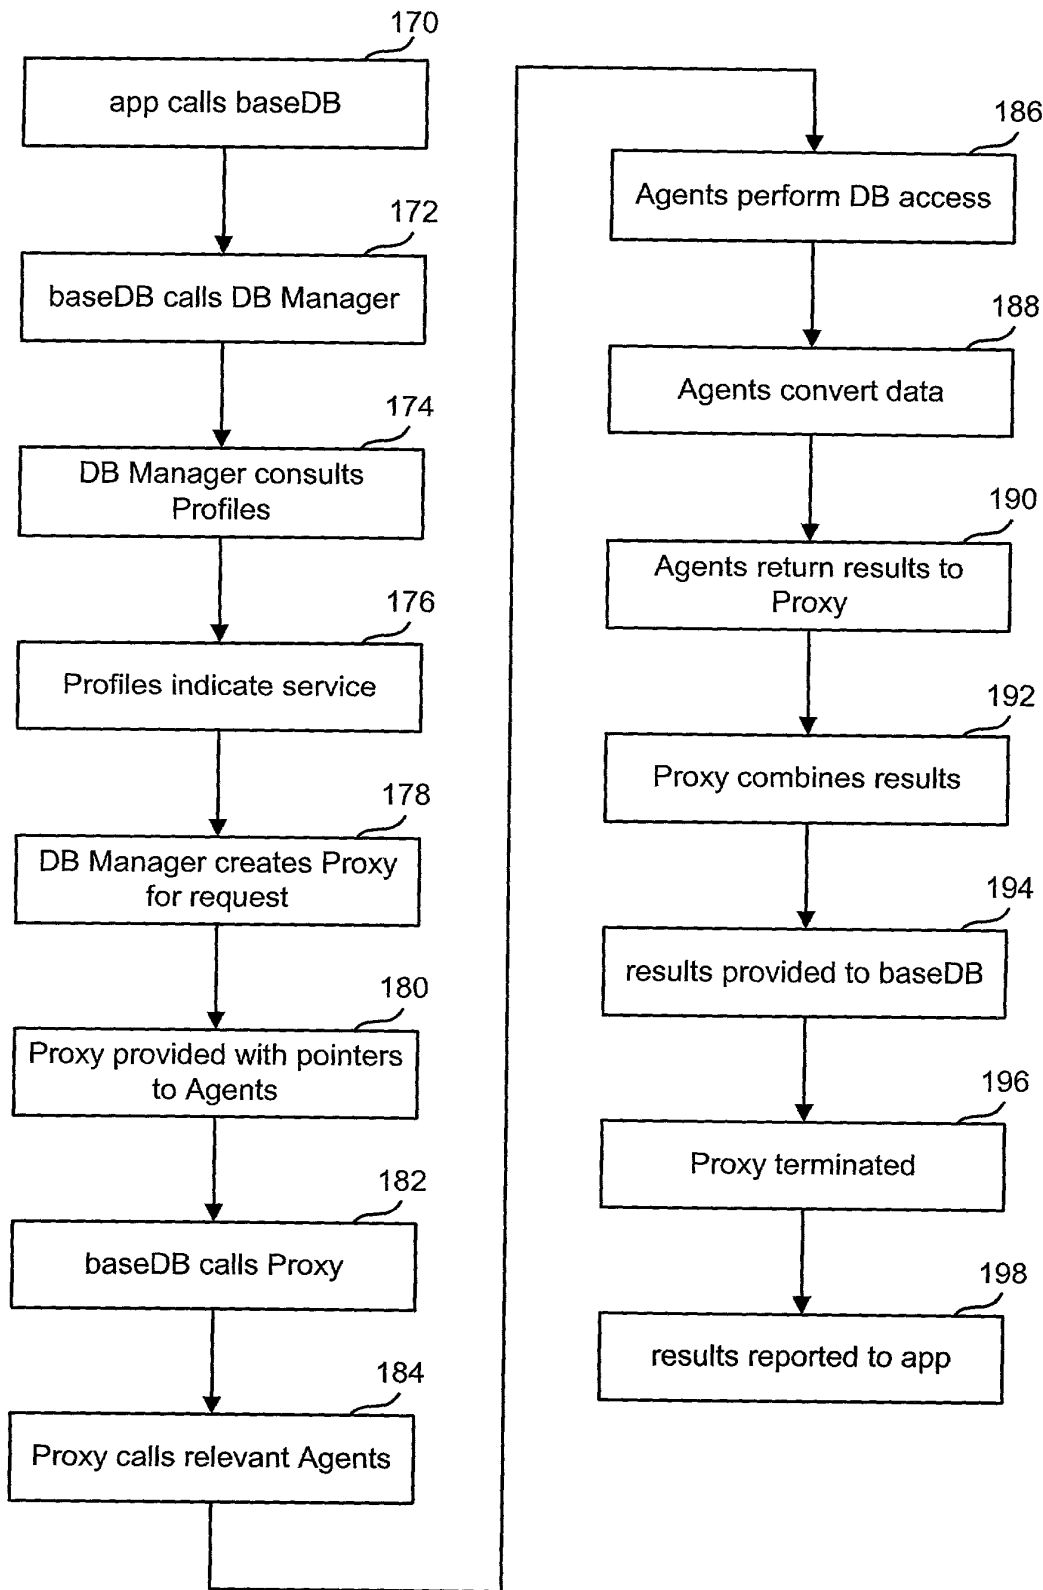 170
app calls baseDB
172
baseDB calls DB Manager
174
DB Manager consults
Profiles
176
Profiles indicate service
178
DB Manager creates Proxy
for request
180
Proxy provided with pointers
to Agents
182
baseDB calls Proxy
184
Proxy calls relevant Agents
186
Agents perform DB access
188
Agents convert data
190
Agents return results to
Proxy
192
Proxy combines results
194
results provided to baseDB
196
Proxy terminated
198
results reported to app